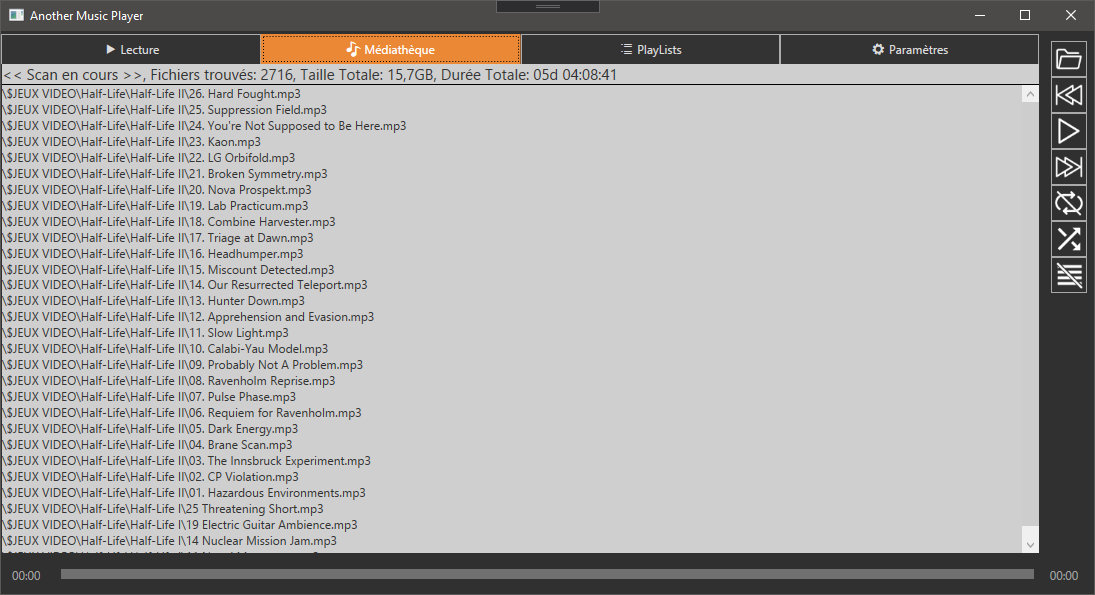 Another Music Player
Lecture
Médiathèque
PlayLists
Paramètres
<< Scan en cours >>, Fichiers trouvés: 2716, Taille Totale: 15,7GB, Durée Totale: 05d 04:08:41
\$JEUX VIDEO\Half-Life\Half-Life II\26. Hard Fought.mp3
\$JEUX VIDEO\Half-Life\Half-Life II\25. Suppression Field.mp3
\$JEUX VIDEO\Half-Life\Half-Life II\24. You're Not Supposed to Be Here.mp3
\$JEUX VIDEO\Half-Life\Half-Life II\23. Kaon.mp3
\$JEUX VIDEO\Half-Life\Half-Life II\22. LG Orbifold.mp3
\$JEUX VIDEO\Half-Life\Half-Life II\21. Broken Symmetry.mp3
\$JEUX VIDEO\Half-Life\Half-Life II\20. Nova Prospekt.mp3
\$JEUX VIDEO\Half-Life\Half-Life II\19. Lab Practicum.mp3
\$JEUX VIDEO\Half-Life\Half-Life II\18. Combine Harvester.mp3
\$JEUX VIDEO\Half-Life\Half-Life II\17. Triage at Dawn.mp3
\$JEUX VIDEO\Half-Life\Half-Life II\16. Headhumper.mp3
\$JEUX VIDEO\Half-Life\Half-Life II\15. Miscount Detected.mp3
\$JEUX VIDEO\Half-Life\Half-Life II\14. Our Resurrected Teleport.mp3
\$JEUX VIDEO\Half-Life\Half-Life II\13. Hunter Down.mp3
\$JEUX VIDEO\Half-Life\Half-Life II\12. Apprehension and Evasion.mp3
\$JEUX VIDEO\Half-Life\Half-Life II\11. Slow Light.mp3
\$JEUX VIDEO\Half-Life\Half-Life II\10. Calabi-Yau Model.mp3
\$JEUX VIDEO\Half-Life\Half-Life II\09. Probably Not A Problem.mp3
\$JEUX VIDEO\Half-Life\Half-Life II\08. Ravenholm Reprise.mp3
\$JEUX VIDEO\Half-Life\Half-Life II\07. Pulse Phase.mp3
\$JEUX VIDEO\Half-Life\Half-Life II\06. Requiem for Ravenholm.mp3
\$JEUX VIDEO\Half-Life\Half-Life II\05. Dark Energy.mp3
\$JEUX VIDEO\Half-Life\Half-Life II\04. Brane Scan.mp3
\$JEUX VIDEO\Half-Life\Half-Life II\03. The Innsbruck Experiment.mp3
\$JEUX VIDEO\Half-Life\Half-Life II\02. CP Violation.mp3
\$JEUX VIDEO\Half-Life\Half-Life II\01. Hazardous Environments.mp3
\$JEUX VIDEO\Half-Life\Half-Life I\25 Threatening Short.mp3
\$JEUX VIDEO\Half-Life\Half-Life I\19 Electric Guitar Ambience.mp3
\$JEUX VIDEO\Half-Life\Half-Life I\14 Nuclear Mission Jam.mp3
00:00
00:00